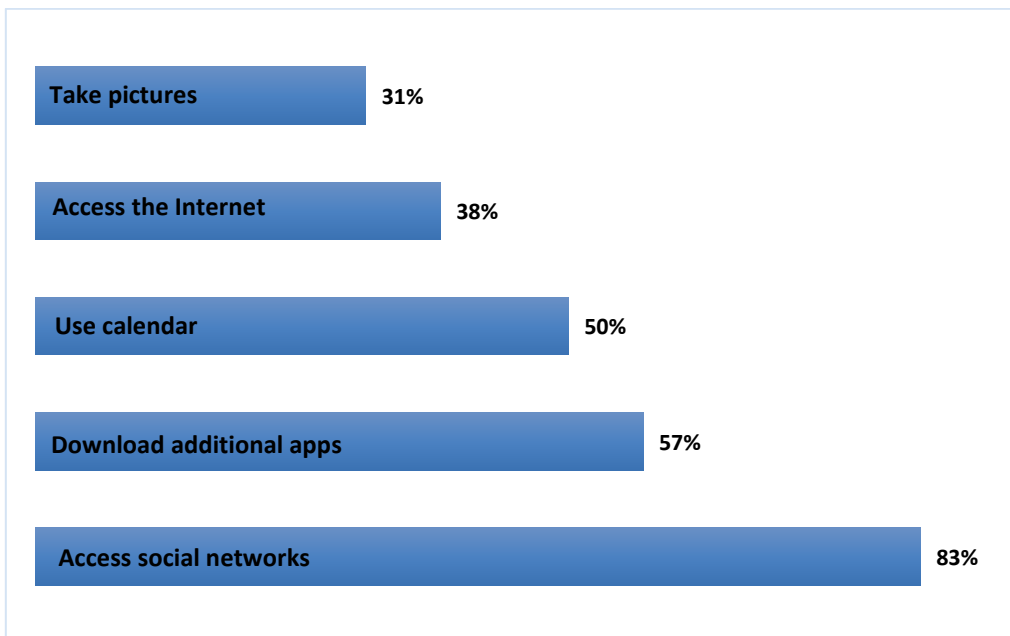 Take pictures 31%
Access the Internet 38%
Use calendar 50%
Download additional apps 57%
Access social networks 83%